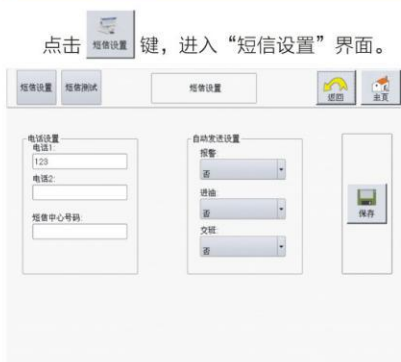 点击 短信设置 键，进入“短信设置”界面。
短信设置 短信测试 短信设置 返回 主页
电话设置
电话1:
123
电话2:
短信中心号码:
自动发送设置
报警:
否
进油:
否
交班:
否
保存